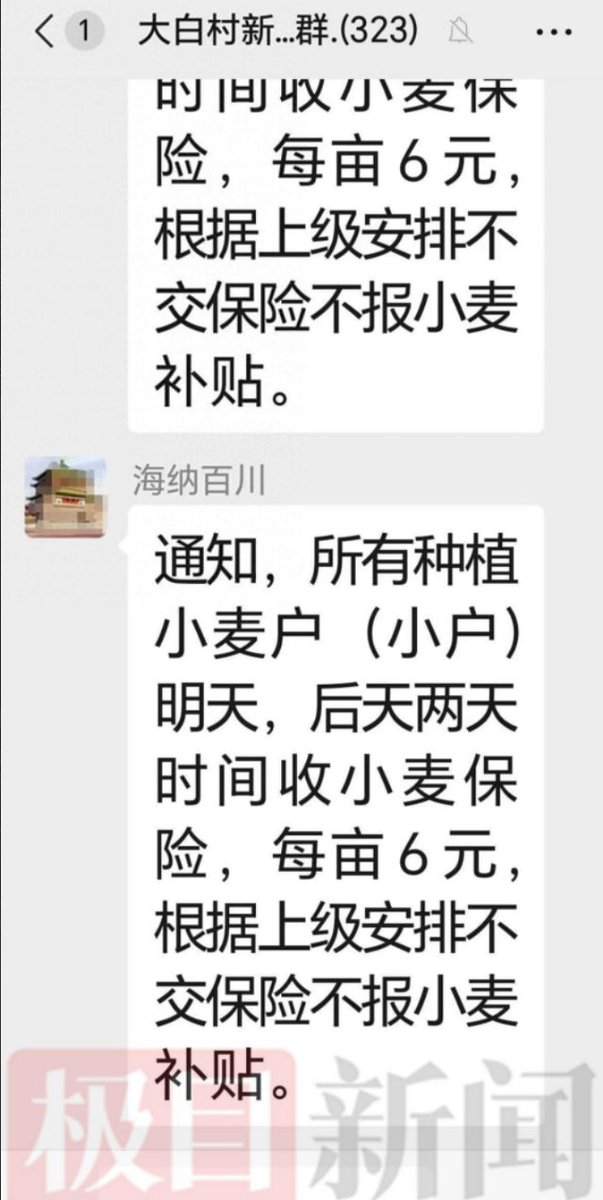 1
大白村新...群.(323)
时间收小麦保
险，每亩6元，
根据上级安排不
交保险不报小麦
补贴。
海纳百川
通知，所有种植
小麦户（小户）
明天，后天两天
时间收小麦保
险，每亩6元，
根据上级安排不
交保险不报小麦
补贴。
极目新闻